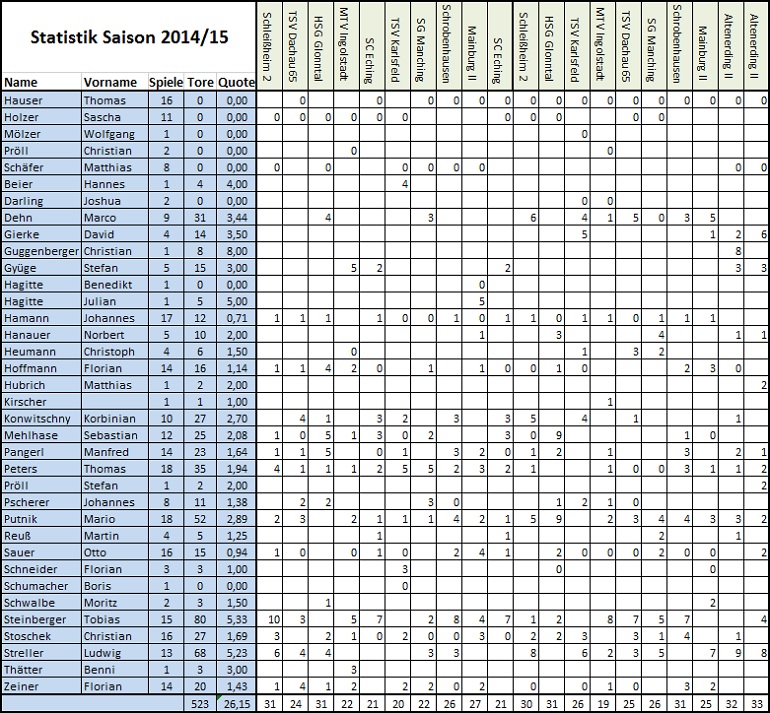 Statistik Saison 2014/15
Schleißheim 2
TSV Dachau 65
HSG Glonntal
MTV Ingolstadt
SC Eching
TSV Karlsfeld
SG Manching
Schrobenhausen
Mainburg II
SC Eching
Schleißheim 2
HSG Glonntal
TSV Karlsfeld
MTV Ingolstadt
TSV Dachau 65
SG Manching
Schrobenhausen
Mainburg II
Altenerding II
Altenerding II
Name Vorname Spiele Tore Quote
Hauser Thomas 16 0 0,00 0 0 0 0 0 0 0 0 0 0 0 0 0 0 0 0
Holzer Sascha 11 0 0,00 0 0 0 0 0 0 0 0 0 0 0
Mölzer Wolfgang 1 0 0,00 0
Pröll Christian 2 0 0,00 0 0
Schäfer Matthias 8 0 0,00 0 0 0 0 0 0 0 0
Beier Hannes 1 4 4,00 4
Darling Joshua 2 0 0,00 0 0
Dehn Marco 9 31 3,44 4 3 6 4 1 5 0 3 5
Gierke David 4 14 3,50 5 1 2 6
Guggenberger Christian 1 8 8,00 8
Gyüge Stefan 5 15 3,00 5 2 2 3 3
Hagitte Benedikt 1 0 0,00 0
Hagitte Julian 1 5 5,00 5
Hamann Johannes 17 12 0,71 1 1 1 1 0 0 1 0 1 1 0 1 1 0 1 1 1
Hanauer Norbert 5 10 2,00 1 3 4 1 1
Heumann Christoph 4 6 1,50 0 1 3 2
Hoffmann Florian 14 16 1,14 1 1 4 2 0 1 1 0 0 1 0 2 3 0
Hubrich Matthias 1 2 2,00 2
Kirscher 1 1 1,00 1
Konwitschny Korbinian 10 27 2,70 4 1 3 2 3 3 5 4 1 1
Mehlhase Sebastian 12 25 2,08 1 0 5 1 3 0 2 3 0 9 1 0
Pangerl Manfred 14 23 1,64 1 1 5 0 1 3 2 0 1 2 1 3 2 1
Peters Thomas 18 35 1,94 4 1 1 1 2 5 5 2 3 2 1 1 0 0 3 1 1 2
Pröll Stefan 1 2 2,00 2
Pscherer Johannes 8 11 1,38 2 2 3 0 1 2 1 0
Putnik Mario 18 52 2,89 2 3 2 1 1 1 4 2 1 5 9 2 3 4 4 3 3 2
Reuß Martin 4 5 1,25 1 1 2 1
Sauer Otto 16 15 0,94 1 0 0 1 0 2 4 1 2 0 0 0 2 0 0 2
Schneider Florian 3 3 1,00 3 0 0
Schumacher Boris 1 0 0,00 0
Schwalbe Moritz 2 3 1,50 1 2
Steinberger Tobias 15 80 5,33 10 3 5 7 2 8 4 7 1 2 8 7 5 7 4
Stoschek Christian 16 27 1,69 3 2 1 0 2 0 0 3 0 2 2 3 3 1 4 1
Streller Ludwig 13 68 5,23 6 4 4 3 3 8 6 2 3 5 7 9 8
Thätter Benni 1 3 3,00 3
Zeiner Florian 14 20 1,43 1 4 1 2 2 2 0 2 0 0 1 0 3 2
523 26,15 31 24 31 22 21 20 22 26 27 21 30 31 26 19 25 26 31 25 32 33